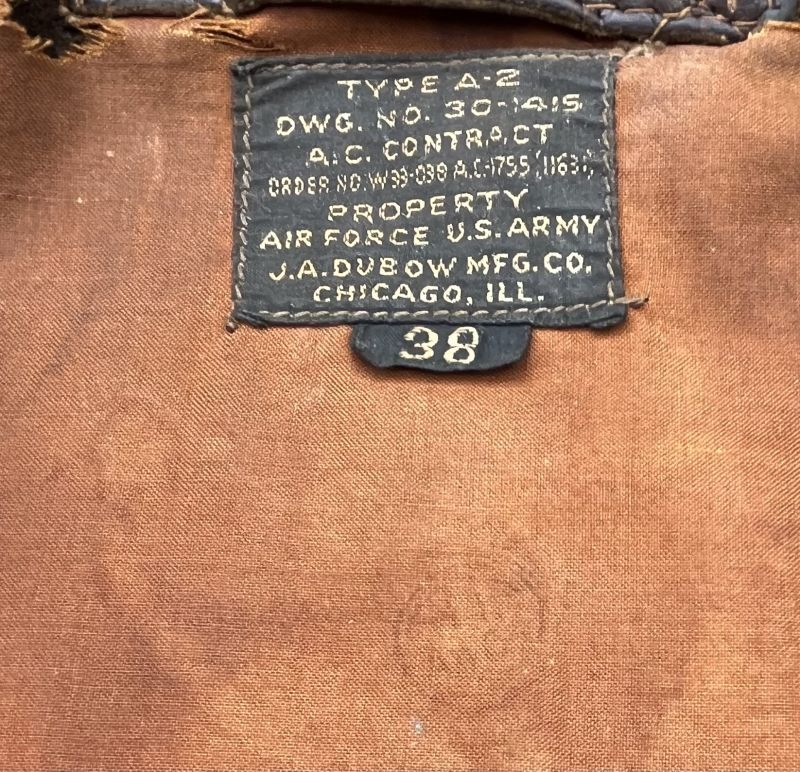 TYPE A-2
DWG. NO. 30-1415
A.C. CONTRACT
ORDER NO. W33-038 A.C.-1755 (11631)
PROPERTY
AIR FORCE U.S. ARMY
J.A. DUBOW MFG. CO.
CHICAGO, ILL.
38